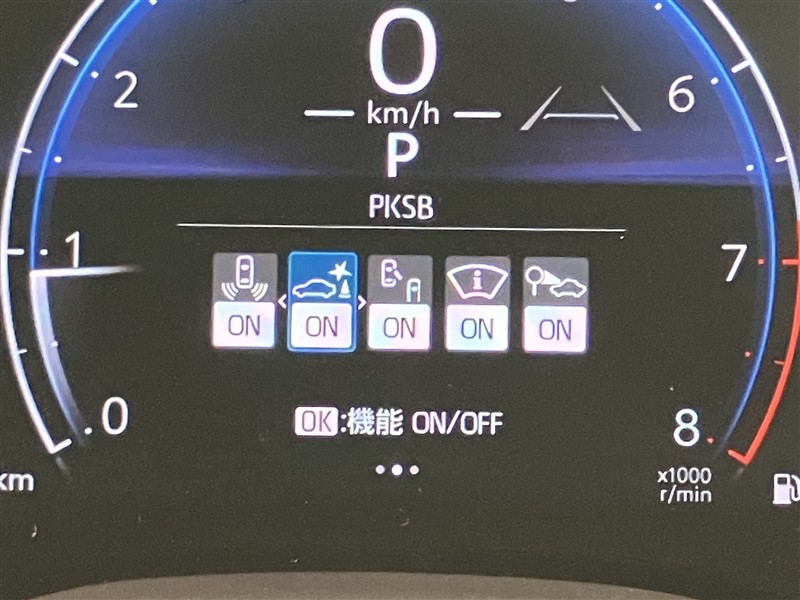 0
2
km/h
6
P
PKSB
1
7
i
ON
ON
ON
ON
ON
0
OK:機能 ON/OFF
8
km
x1000
r/min